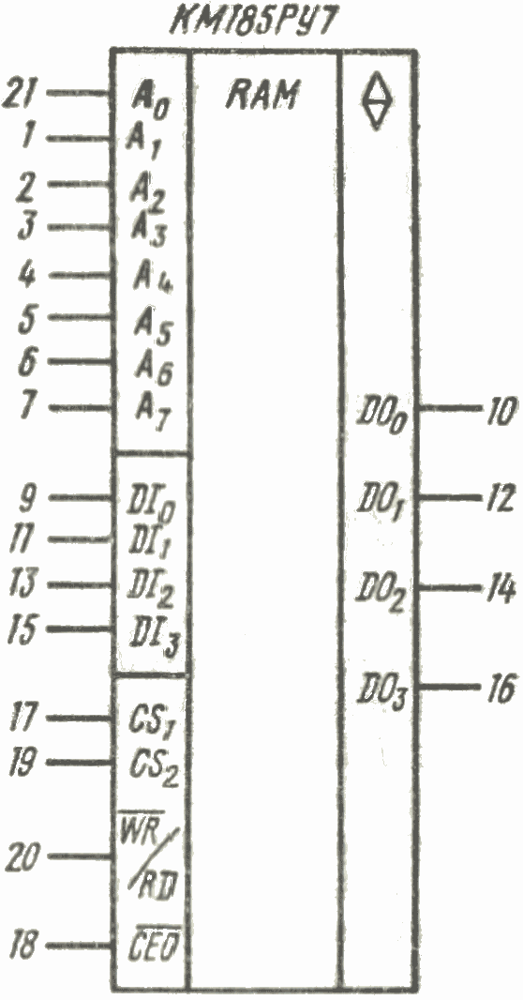 КМ185РУ7
21 A0 RAM
1 A1
2 A2
3 A3
4 A4
5 A5
6 A6
7 A7 DO0 10
9 DI0 DO1 12
11 DI1
13 DI2 DO2 14
15 DI3
DO3 16
17 CS1
19 CS2
20 W̅R̅/RD
18 C̅E̅O̅